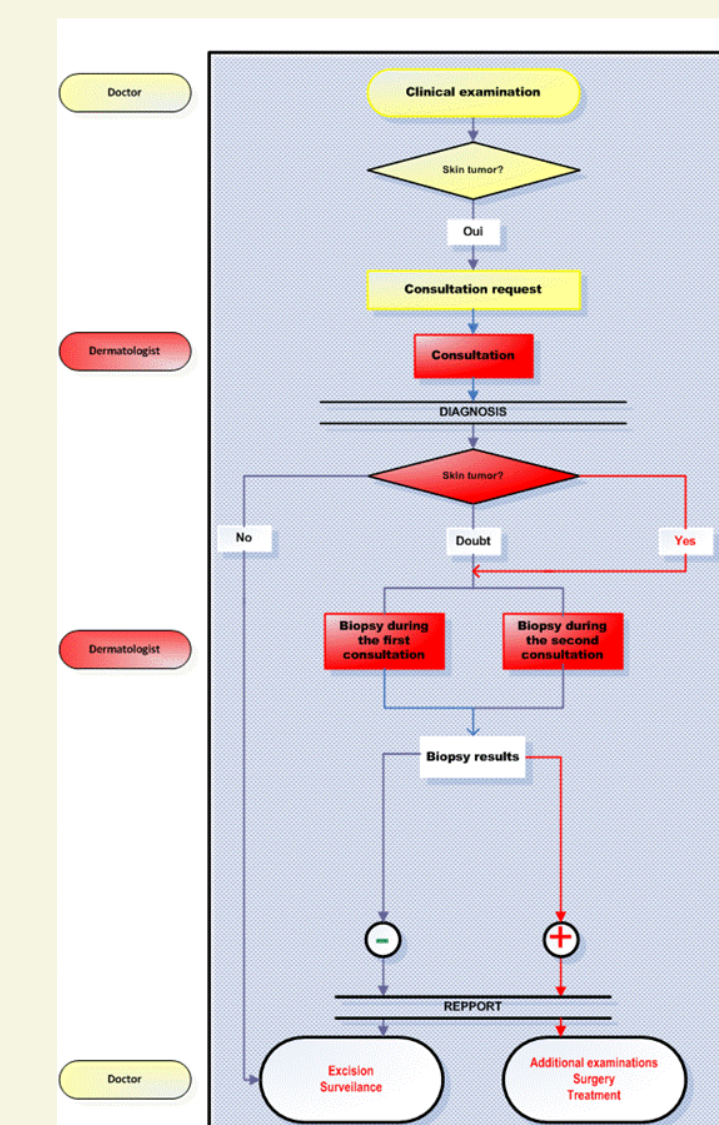 Doctor
Clinical examination
Skin tumor?
Oui
Consultation request
Dermatologist
Consultation
DIAGNOSIS
Skin tumor?
No
Doubt
Yes
Dermatologist
Biopsy during
the first
consultation
Biopsy during
the second
consultation
Biopsy results
-
+
REPPORT
Doctor
Excision
Surveilance
Additional examinations
Surgery
Treatment